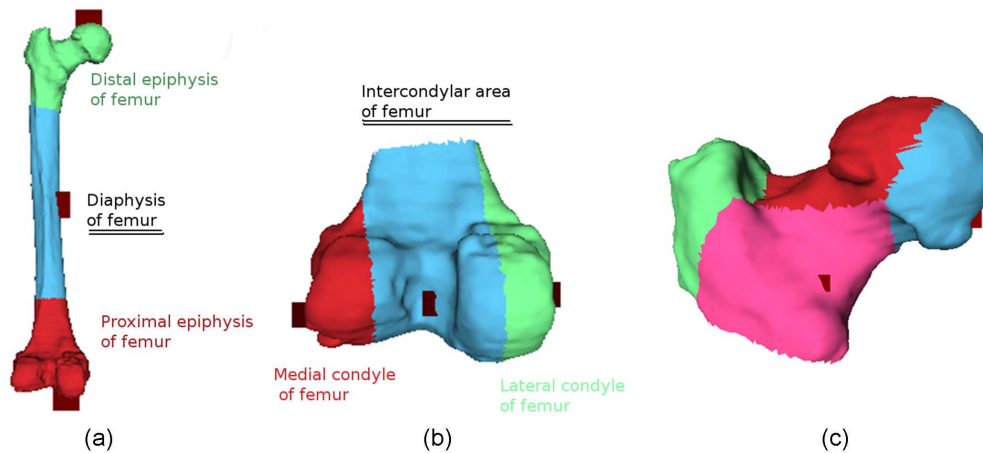 Distal epiphysis
of femur
Diaphysis
of femur
Proximal epiphysis
of femur
(a)
Intercondylar area
of femur
Medial condyle
of femur
Lateral condyle
of femur
(b)
(c)